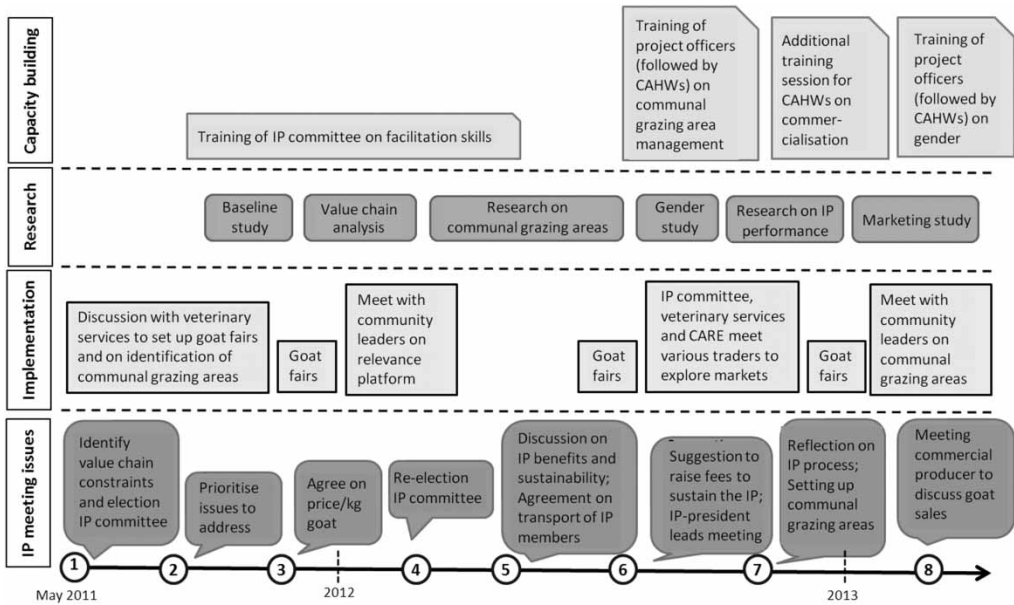 Capacity building
Training of IP committee on facilitation skills
Training of
project officers
(followed by
CAHWs) on
communal
grazing area
management
Additional
training
session for
CAHWs on
commer-
cialisation
Training of
project
officers
(followed by
CAHWs) on
gender
Research
Baseline
study
Value chain
analysis
Research on
communal grazing areas
Gender
study
Research on IP
performance
Marketing study
Implementation
Discussion with veterinary
services to set up goat fairs
and on identification of
communal grazing areas
Goat
fairs
Meet with
community
leaders on
relevance
platform
Goat
fairs
IP committee,
veterinary services
and CARE meet
various traders to
explore markets
Goat
fairs
Meet with
community
leaders on
communal
grazing areas
IP meeting issues
Identify
value chain
constraints
and election
IP committee
Prioritise
issues to
address
Agree on
price/kg
goat
Re-election
IP committee
Discussion on
IP benefits and
sustainability;
Agreement on
transport of IP
members
Suggestion to
raise fees to
sustain the IP;
IP-president
leads meeting
Reflection on
IP process;
Setting up
communal
grazing areas
Meeting
commercial
producer to
discuss goat
sales
1
2
3
4
5
6
7
8
May 2011
2012
2013